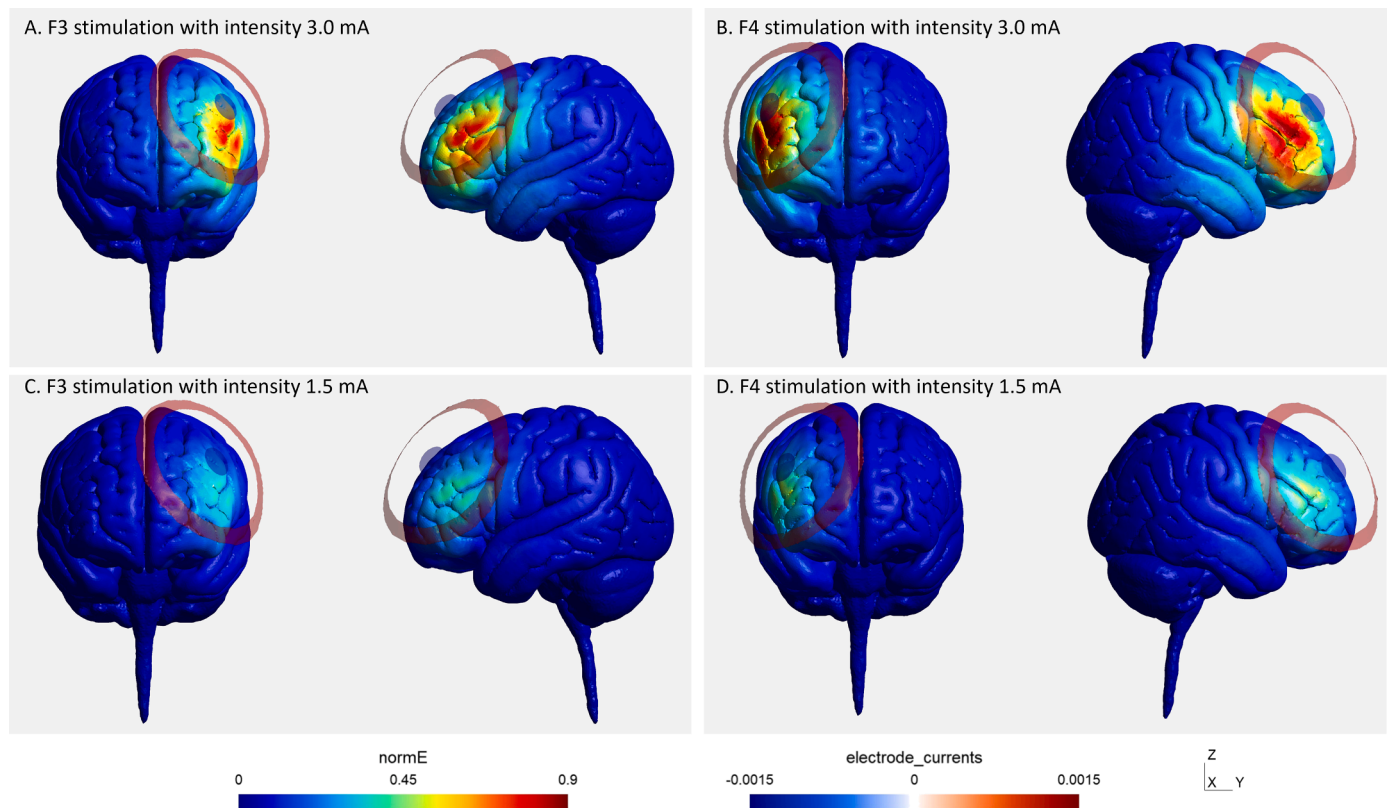 A. F3 stimulation with intensity 3.0 mA
B. F4 stimulation with intensity 3.0 mA
C. F3 stimulation with intensity 1.5 mA
D. F4 stimulation with intensity 1.5 mA
normE
0 0.45 0.9
electrode_currents
-0.0015 0 0.0015
Z
X Y